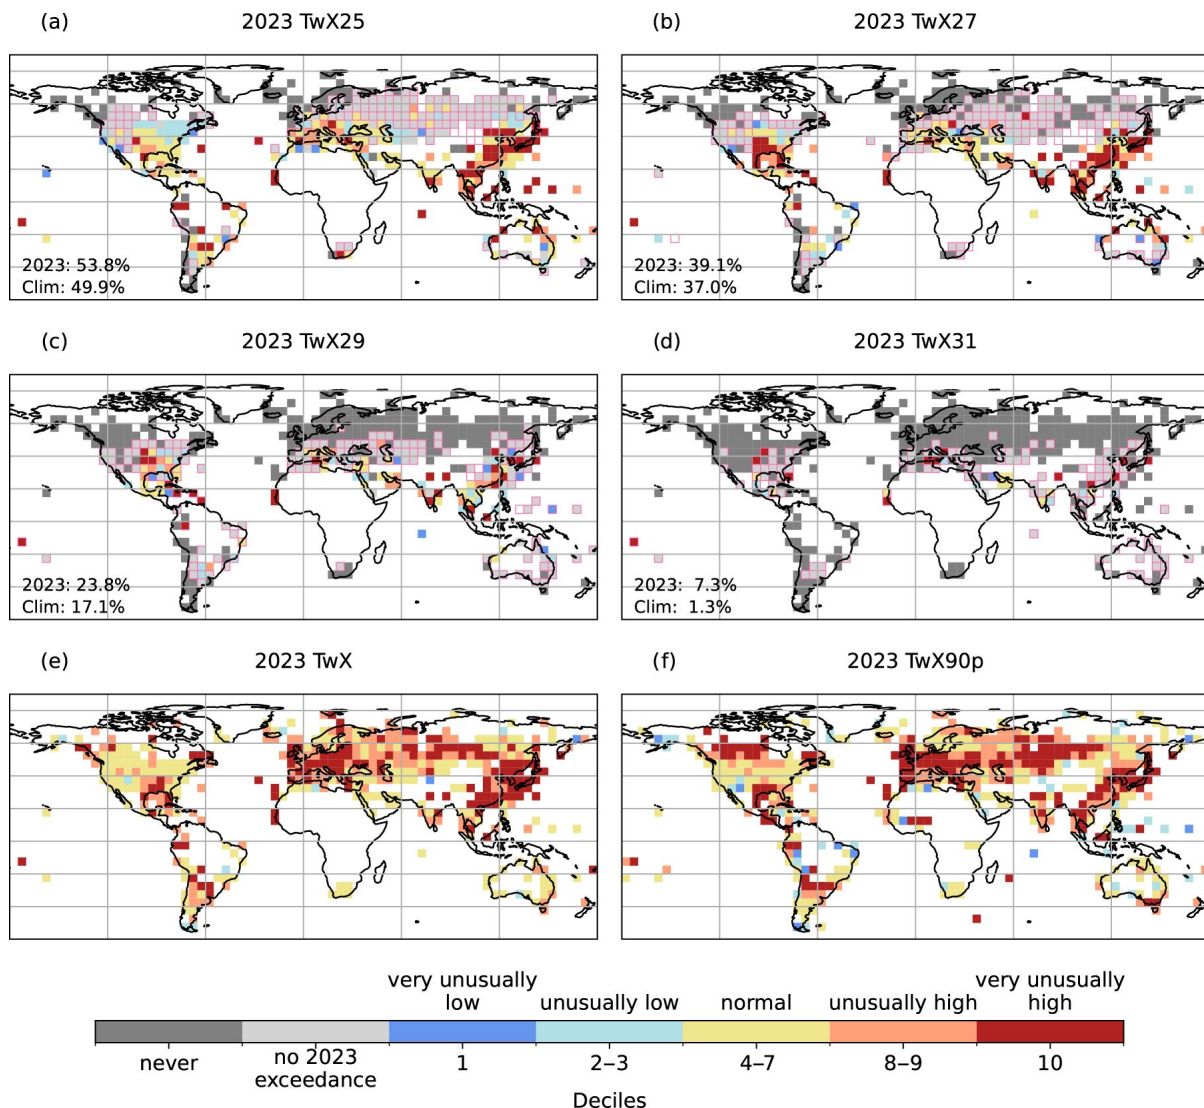 (a) 2023 TwX25
(b) 2023 TwX27
2023: 53.8%
Clim: 49.9%
2023: 39.1%
Clim: 37.0%
(c) 2023 TwX29
(d) 2023 TwX31
2023: 23.8%
Clim: 17.1%
2023: 7.3%
Clim: 1.3%
(e) 2023 TwX
(f) 2023 TwX90p
very unusually
low
unusually low
normal
unusually high
very unusually
high
never
no 2023
exceedance
1
2–3
4–7
8–9
10
Deciles